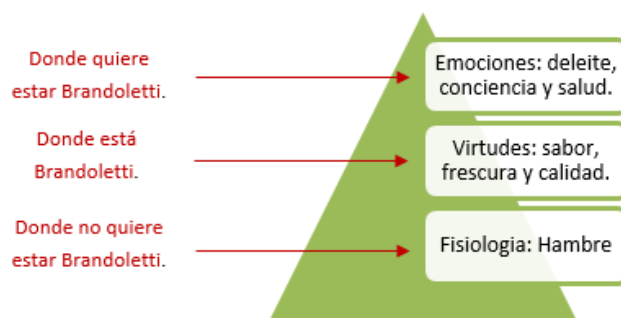 Donde quiere
estar Brandoletti.
Emociones: deleite,
conciencia y salud.
Donde está
Brandoletti.
Virtudes: sabor,
frescura y calidad.
Donde no quiere
estar Brandoletti.
Fisiologia: Hambre